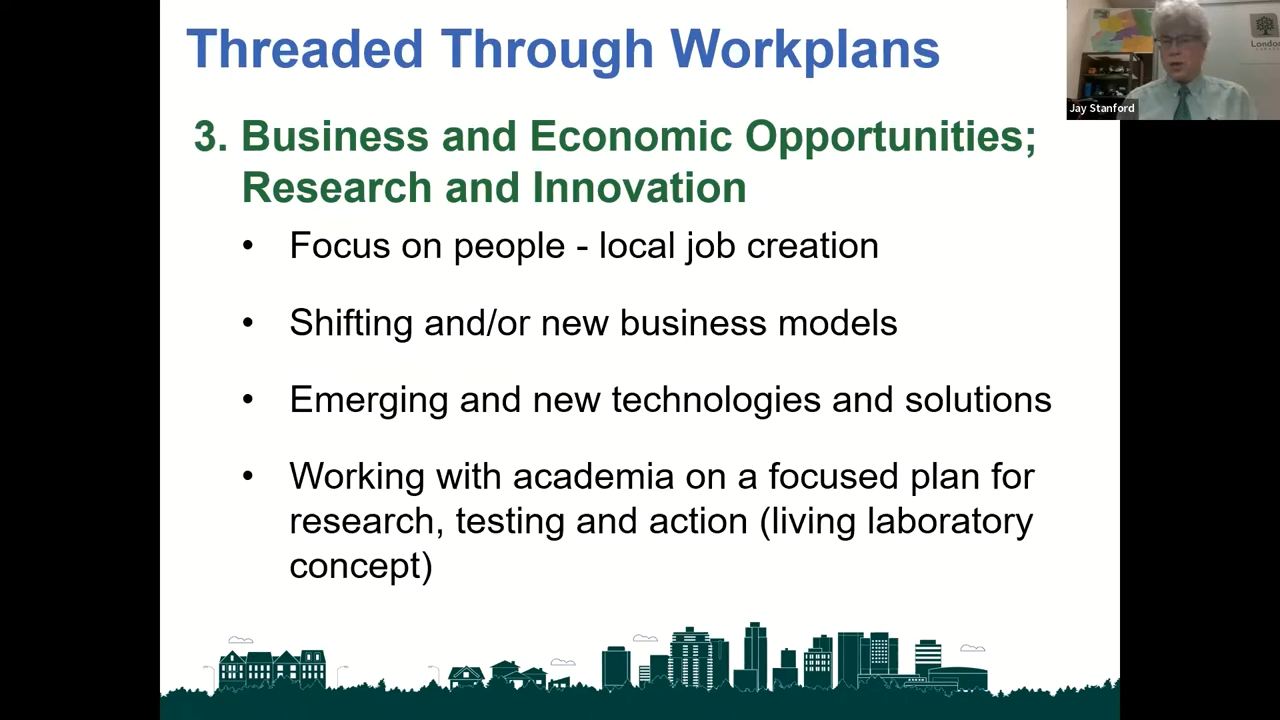 Threaded Through Workplans
Jay Stanford
London
3. Business and Economic Opportunities;
Research and Innovation
• Focus on people - local job creation
• Shifting and/or new business models
• Emerging and new technologies and solutions
• Working with academia on a focused plan for
research, testing and action (living laboratory
concept)